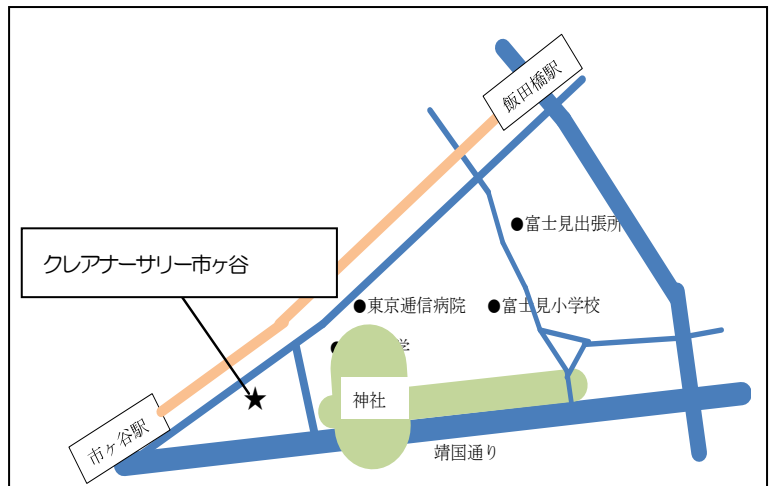 飯田橋駅
●富士見出張所
クレアナーサリー市ヶ谷
●東京逓信病院
●富士見小学校
神社
市ヶ谷駅
靖国通り